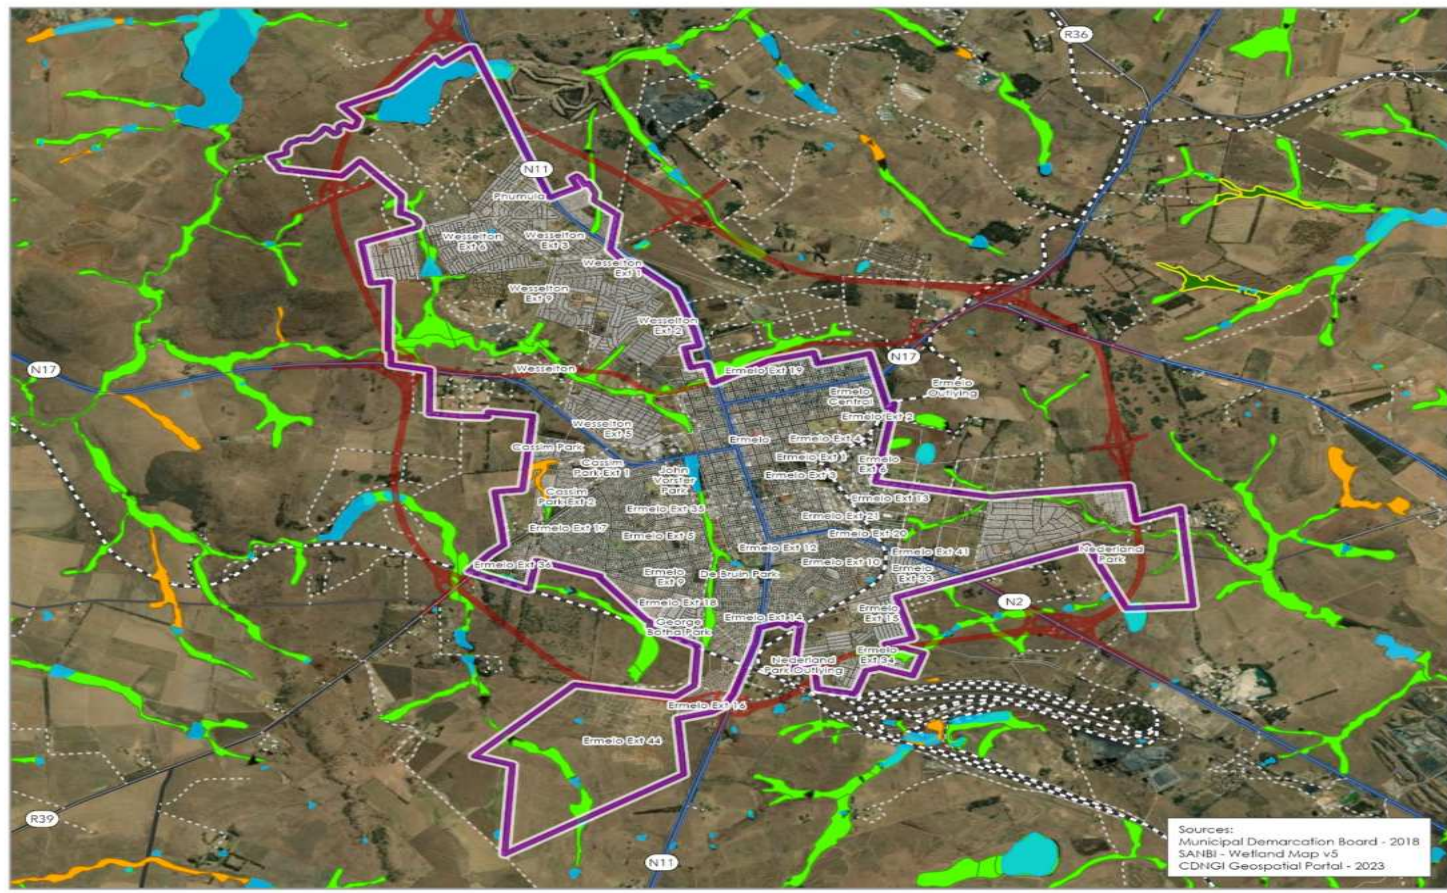 R36
N11
Phumula
Wesselton
Ext 6
Wesselton
Ext 3
Wesselton
Ext 1
Wesselton
Ext 9
Wesselton
Ext 2
N17
N17
Wesselton
Ermelo Ext 19
Ermelo
Outlying
Ermelo
Central
Ermelo Ext 2
Wesselton
Ext 5
Ermelo
Ermelo Ext 4
Cassim Park
Ermelo Ext 1
Cassim
Park Ext 1
Ermelo
Ext 6
John
Vorster
Park
Ermelo Ext 3
Cassim
Park Ext 2
Ermelo Ext 13
Ermelo Ext 35
Ermelo Ext 21
Ermelo Ext 17
Ermelo Ext 5
Ermelo Ext 20
Ermelo Ext 12
Ermelo Ext 41
Nederland
Park
Ermelo Ext 36
Ermelo Ext 10
Ermelo
Ext 33
Ermelo
Ext 9
De Bruin Park
N2
Ermelo Ext 18
Ermelo
Ext 15
Ermelo Ext 14
George
Botha Park
Ermelo
Ext 34
Nederland
Park Outlying
Ermelo Ext 16
Ermelo Ext 44
R39
N11
Sources:
Municipal Demarcation Board - 2018
SANBI - Wetland Map v5
CDNGI Geospatial Portal - 2023